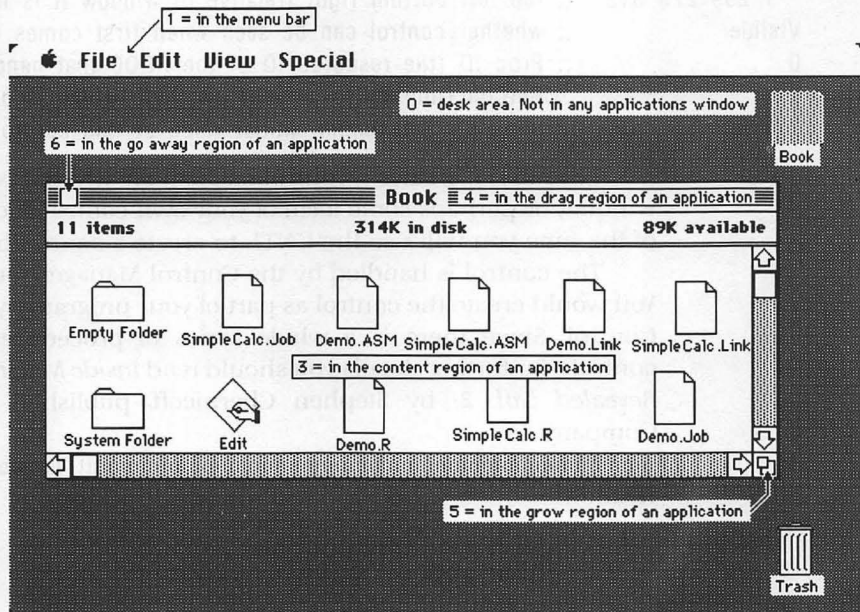 1 = in the menu bar
File Edit View Special
0 = desk area. Not in any applications window
Book
6 = in the go away region of an application
Book
4 = in the drag region of an application
11 items 314K in disk 89K available
Empty Folder SimpleCalc.Job Demo.ASM SimpleCalc.ASM Demo.Link SimpleCalc.Link
3 = in the content region of an application
System Folder Edit Demo.R SimpleCalc.R Demo.Job
5 = in the grow region of an application
Trash